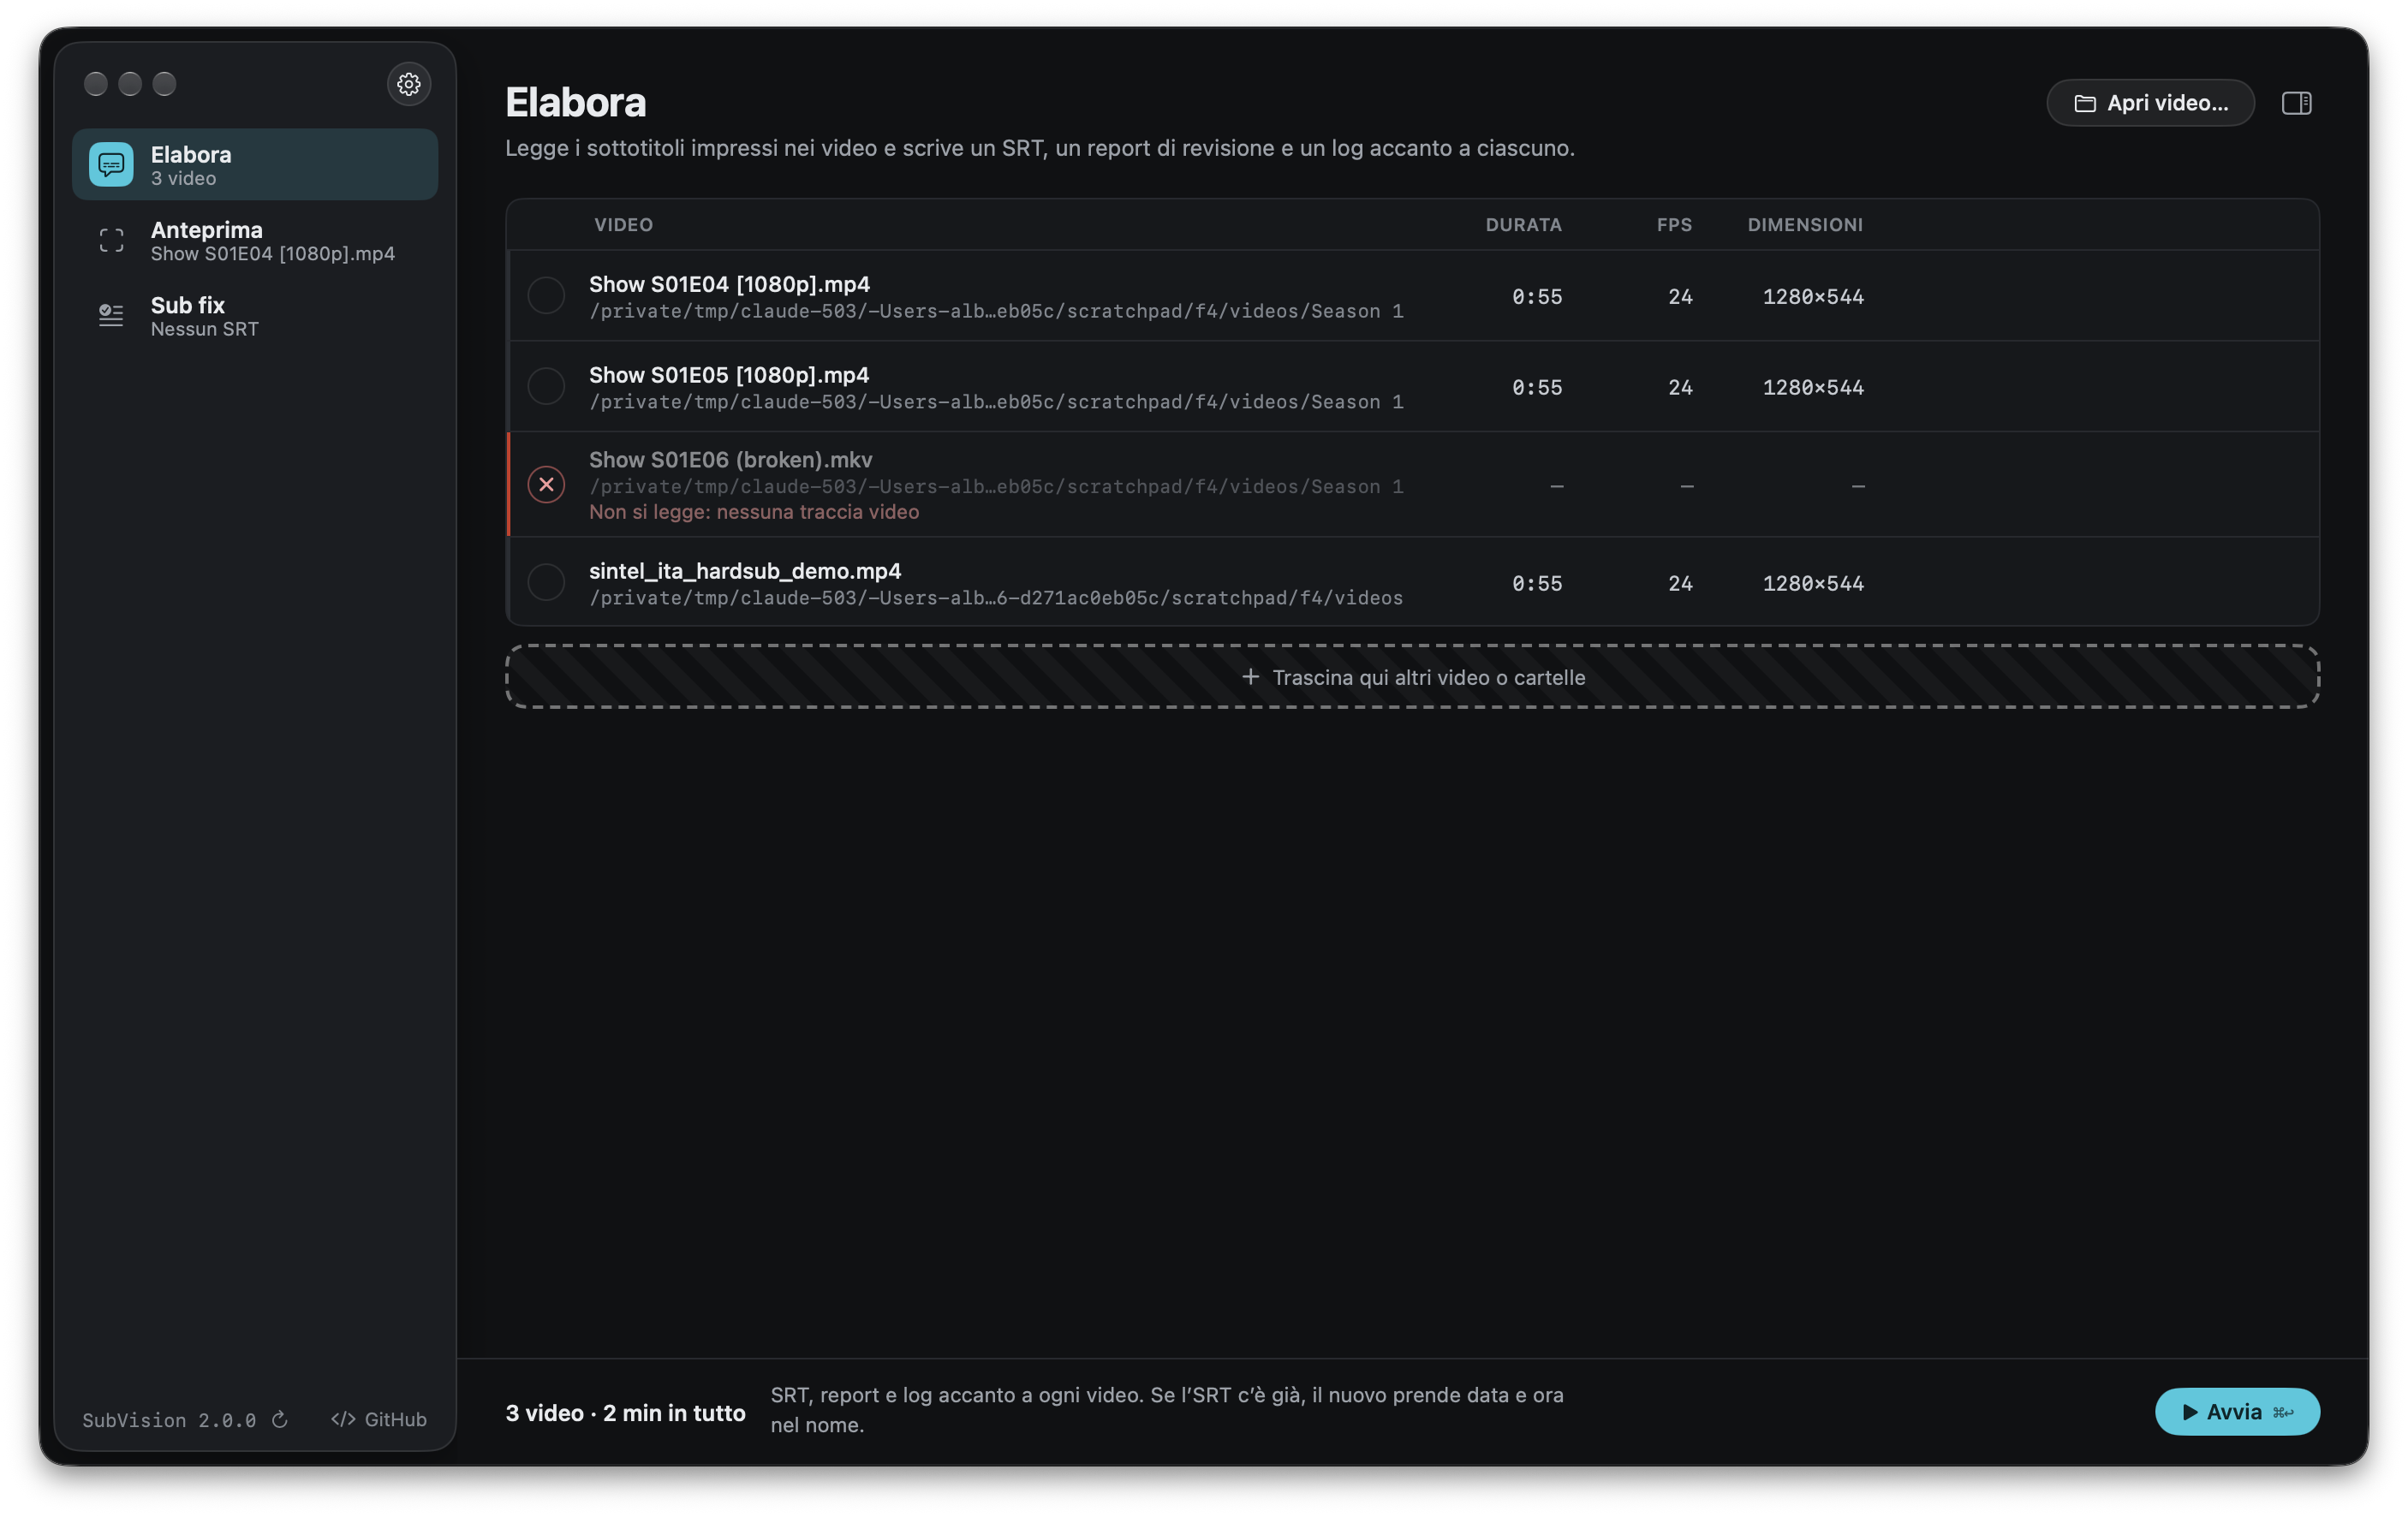 Elabora
3 video
Anteprima
Show S01E04 [1080p].mp4
Sub fix
Nessun SRT
SubVision 2.0.0
</> GitHub
Elabora
Legge i sottotitoli impressi nei video e scrive un SRT, un report di revisione e un log accanto a ciascuno.
Apri video...
VIDEO DURATA FPS DIMENSIONI
Show S01E04 [1080p].mp4
/private/tmp/claude-503/-Users-alb…eb05c/scratchpad/f4/videos/Season 1
0:55 24 1280×544
Show S01E05 [1080p].mp4
/private/tmp/claude-503/-Users-alb…eb05c/scratchpad/f4/videos/Season 1
0:55 24 1280×544
Show S01E06 (broken).mkv
/private/tmp/claude-503/-Users-alb…eb05c/scratchpad/f4/videos/Season 1
Non si legge: nessuna traccia video
– – –
sintel_ita_hardsub_demo.mp4
/private/tmp/claude-503/-Users-alb…6-d271ac0eb05c/scratchpad/f4/videos
0:55 24 1280×544
+ Trascina qui altri video o cartelle
3 video · 2 min in tutto
SRT, report e log accanto a ogni video. Se l’SRT c’è già, il nuovo prende data e ora
nel nome.
Avvia ⌘↩